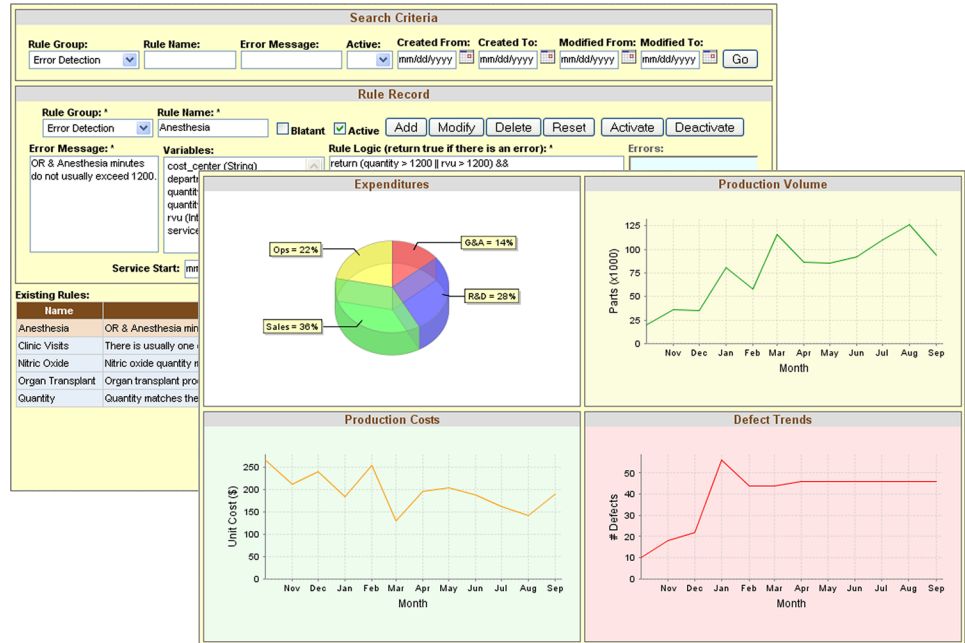 Search Criteria
Rule Group: Rule Name: Error Message: Active: Created From: Created To: Modified From: Modified To:
Error Detection mm/dd/yyyy mm/dd/yyyy mm/dd/yyyy mm/dd/yyyy Go
Rule Record
Rule Group: * Rule Name: *
Error Detection Anesthesia Blatant Active Add Modify Delete Reset Activate Deactivate
Error Message: * Variables: Rule Logic (return true if there is an error): * Errors:
OR & Anesthesia minutes
do not usually exceed 1200.
cost_center (String)
return (quantity > 1200 || rvu > 1200) &&
Service Start:
Existing Rules:
Name
Anesthesia OR & Anesthesia
Clinic Visits There is usually one
Nitric Oxide Nitric oxide quantity
Organ Transplant Organ transplant
Quantity Quantity matches the
Expenditures
Ops = 22%
G&A = 14%
R&D = 28%
Sales = 36%
Production Volume
Parts (x1000)
125
100
75
50
25
0
Nov Dec Jan Feb Mar Apr May Jun Jul Aug Sep
Month
Production Costs
Unit Cost ($)
250
200
150
100
50
0
Nov Dec Jan Feb Mar Apr May Jun Jul Aug Sep
Month
Defect Trends
# Defects
50
40
30
20
10
0
Nov Dec Jan Feb Mar Apr May Jun Jul Aug Sep
Month